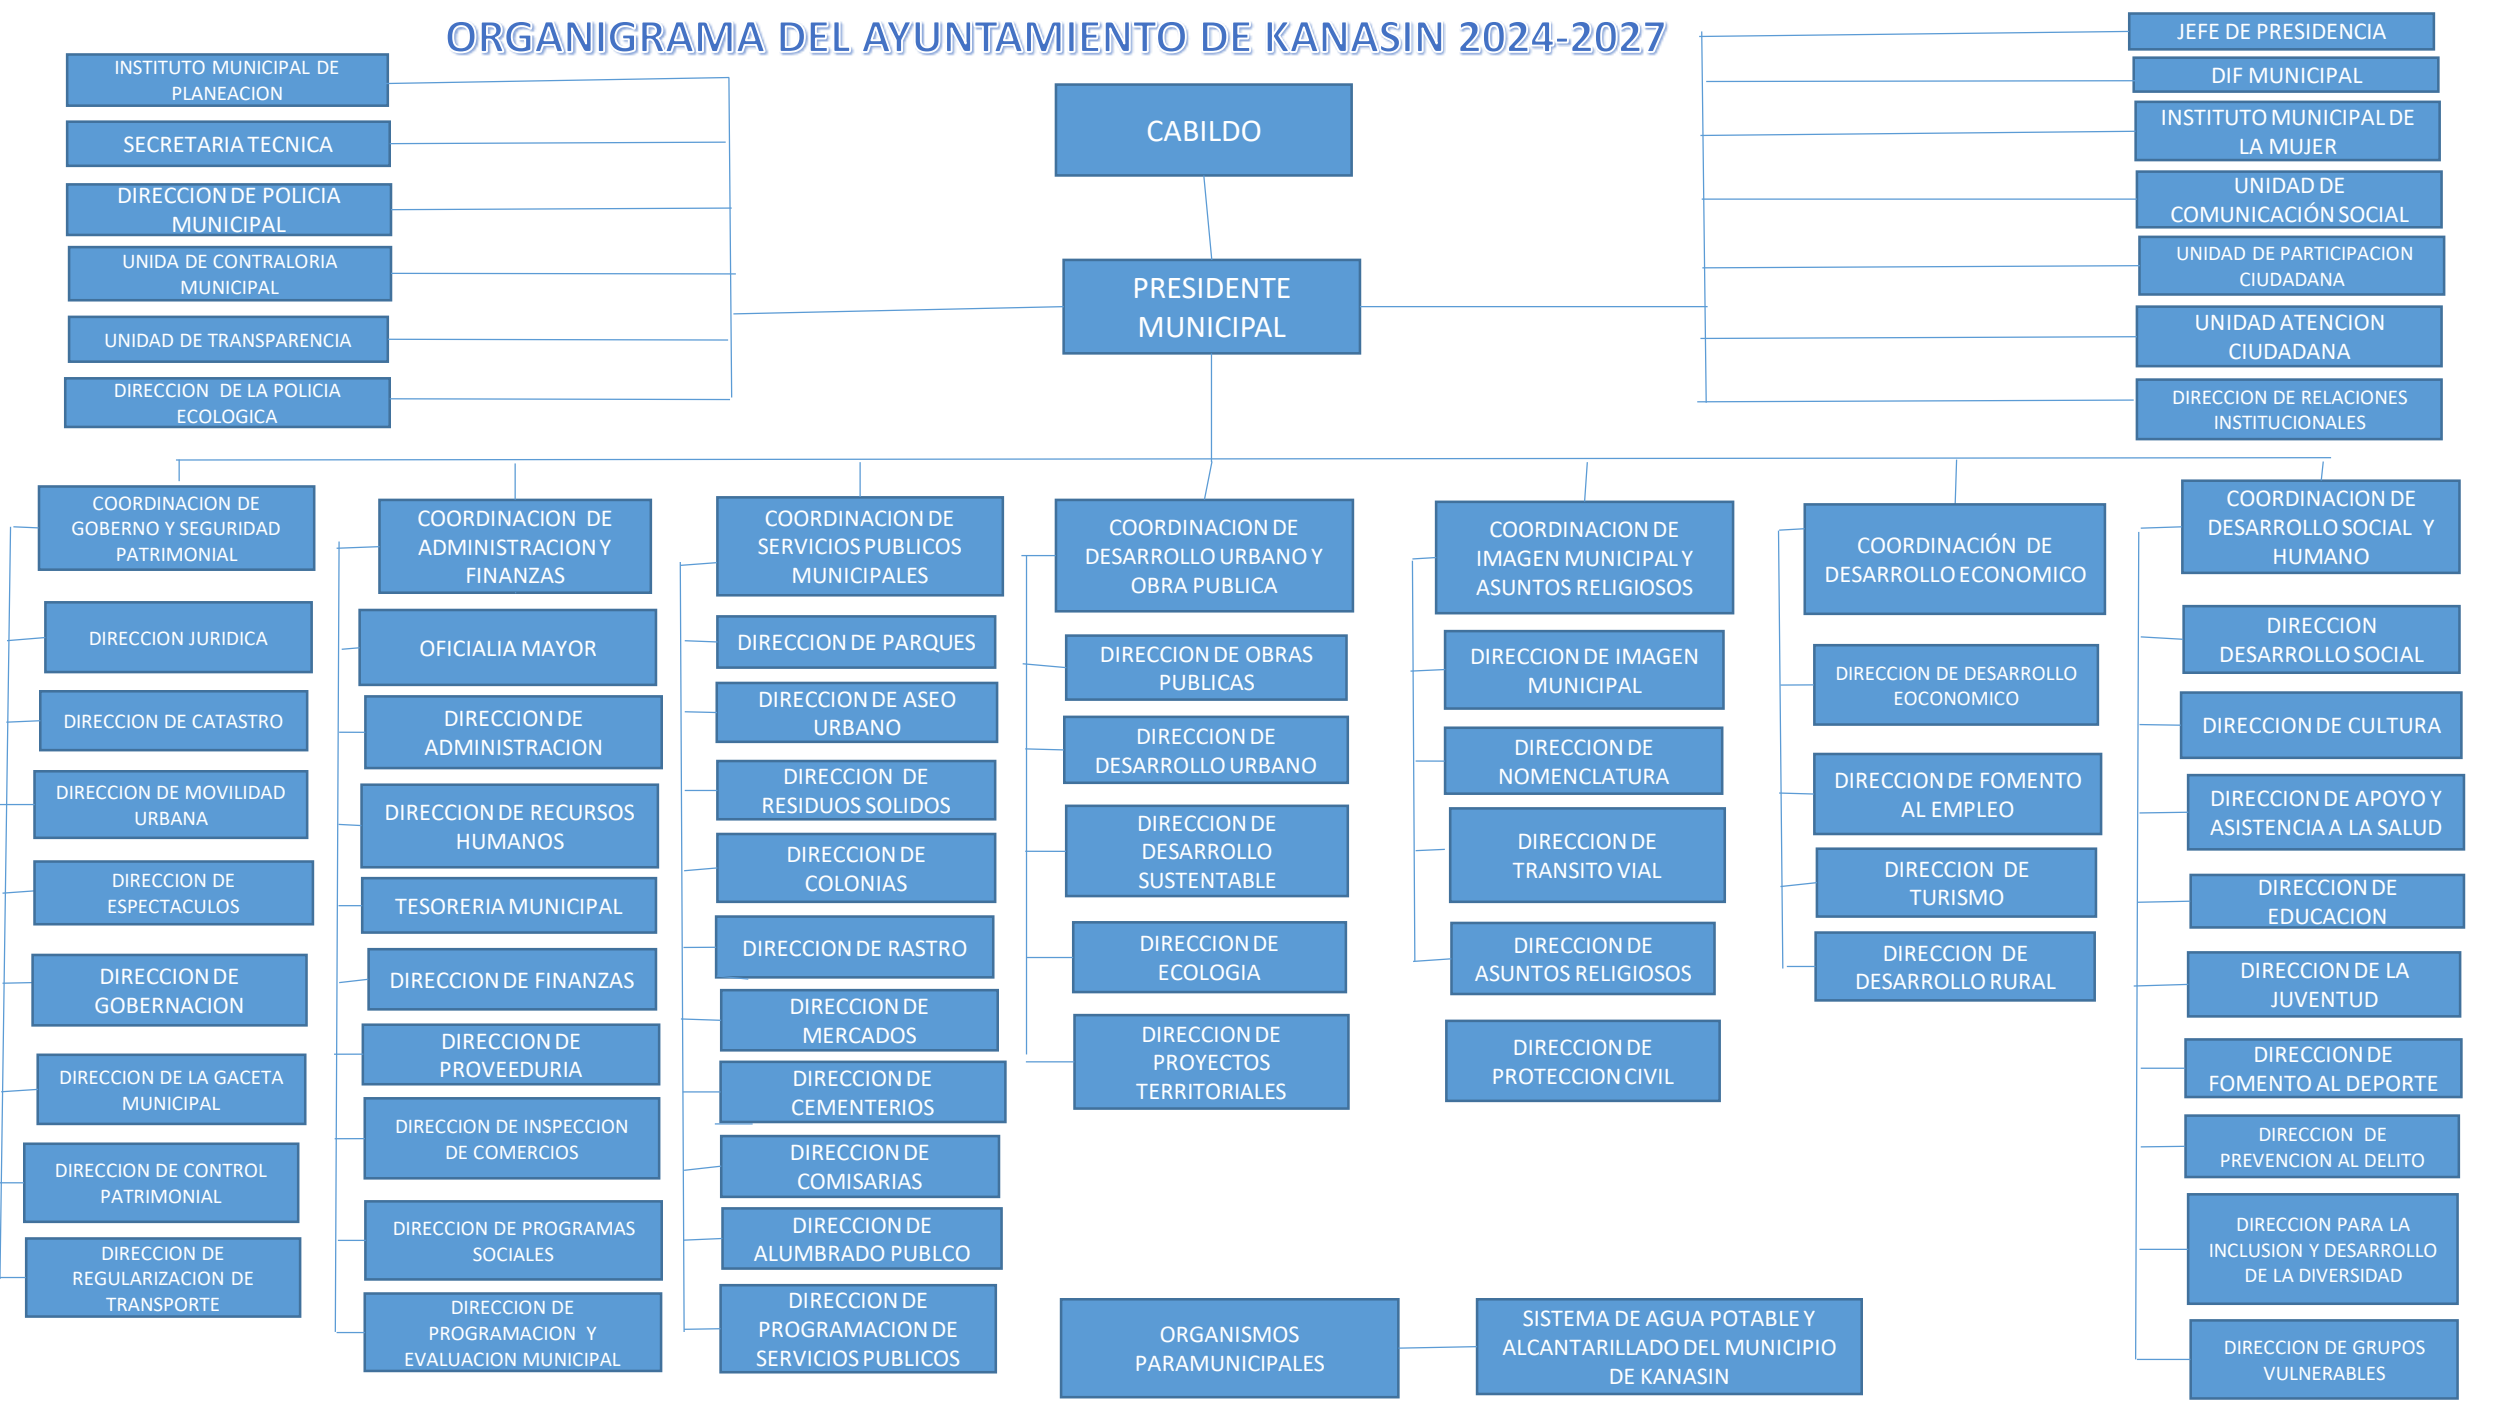 ORGANIGRAMA DEL AYUNTAMIENTO DE KANASIN 2024-2027
INSTITUTO MUNICIPAL DE
PLANEACION
SECRETARIA TECNICA
DIRECCION DE POLICIA
MUNICIPAL
UNIDA DE CONTRALORIA
MUNICIPAL
UNIDAD DE TRANSPARENCIA
DIRECCION DE LA POLICIA
ECOLOGICA
CABILDO
PRESIDENTE
MUNICIPAL
JEFE DE PRESIDENCIA
DIF MUNICIPAL
INSTITUTO MUNICIPAL DE
LA MUJER
UNIDAD DE
COMUNICACIÓN SOCIAL
UNIDAD DE PARTICIPACION
CIUDADANA
UNIDAD ATENCION
CIUDADANA
DIRECCION DE RELACIONES
INSTITUCIONALES
COORDINACION DE
GOBERNO Y SEGURIDAD
PATRIMONIAL
DIRECCION JURIDICA
DIRECCION DE CATASTRO
DIRECCION DE MOVILIDAD
URBANA
DIRECCION DE
ESPECTACULOS
DIRECCION DE
GOBERNACION
DIRECCION DE LA GACETA
MUNICIPAL
DIRECCION DE CONTROL
PATRIMONIAL
DIRECCION DE
REGULARIZACION DE
TRANSPORTE
COORDINACION DE
ADMINISTRACION Y
FINANZAS
OFICIALIA MAYOR
DIRECCION DE
ADMINISTRACION
DIRECCION DE RECURSOS
HUMANOS
TESORERIA MUNICIPAL
DIRECCION DE FINANZAS
DIRECCION DE
PROVEEDURIA
DIRECCION DE INSPECCION
DE COMERCIOS
DIRECCION DE PROGRAMAS
SOCIALES
DIRECCION DE
PROGRAMACION Y
EVALUACION MUNICIPAL
COORDINACION DE
SERVICIOS PUBLICOS
MUNICIPALES
DIRECCION DE PARQUES
DIRECCION DE ASEO
URBANO
DIRECCION DE
RESIDUOS SOLIDOS
DIRECCION DE
COLONIAS
DIRECCION DE RASTRO
DIRECCION DE
MERCADOS
DIRECCION DE
CEMENTERIOS
DIRECCION DE
COMISARIAS
DIRECCION DE
ALUMBRADO PUBLCO
DIRECCION DE
PROGRAMACION DE
SERVICIOS PUBLICOS
COORDINACION DE
DESARROLLO URBANO Y
OBRA PUBLICA
DIRECCION DE OBRAS
PUBLICAS
DIRECCION DE
DESARROLLO URBANO
DIRECCION DE
DESARROLLO
SUSTENTABLE
DIRECCION DE
ECOLOGIA
DIRECCION DE
PROYECTOS
TERRITORIALES
COORDINACION DE
IMAGEN MUNICIPAL Y
ASUNTOS RELIGIOSOS
DIRECCION DE IMAGEN
MUNICIPAL
DIRECCION DE
NOMENCLATURA
DIRECCION DE
TRANSITO VIAL
DIRECCION DE
ASUNTOS RELIGIOSOS
DIRECCION DE
PROTECCION CIVIL
COORDINACIÓN DE
DESARROLLO ECONOMICO
DIRECCION DE DESARROLLO
EOCONOMICO
DIRECCION DE FOMENTO
AL EMPLEO
DIRECCION DE
TURISMO
DIRECCION DE
DESARROLLO RURAL
COORDINACION DE
DESARROLLO SOCIAL Y
HUMANO
DIRECCION
DESARROLLO SOCIAL
DIRECCION DE CULTURA
DIRECCION DE APOYO Y
ASISTENCIA A LA SALUD
DIRECCION DE
EDUCACION
DIRECCION DE LA
JUVENTUD
DIRECCION DE
FOMENTO AL DEPORTE
DIRECCION DE
PREVENCION AL DELITO
DIRECCION PARA LA
INCLUSION Y DESARROLLO
DE LA DIVERSIDAD
DIRECCION DE GRUPOS
VULNERABLES
ORGANISMOS
PARAMUNICIPALES
SISTEMA DE AGUA POTABLE Y
ALCANTARILLADO DEL MUNICIPIO
DE KANASIN